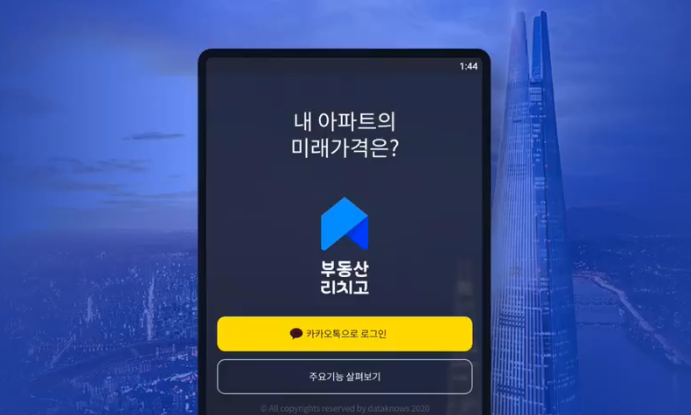 1:44
내 아파트의
미래가격은?
부동산
리치고
카카오톡으로 로그인
주요기능 살펴보기
© All copyrights reserved by dataknows 2020